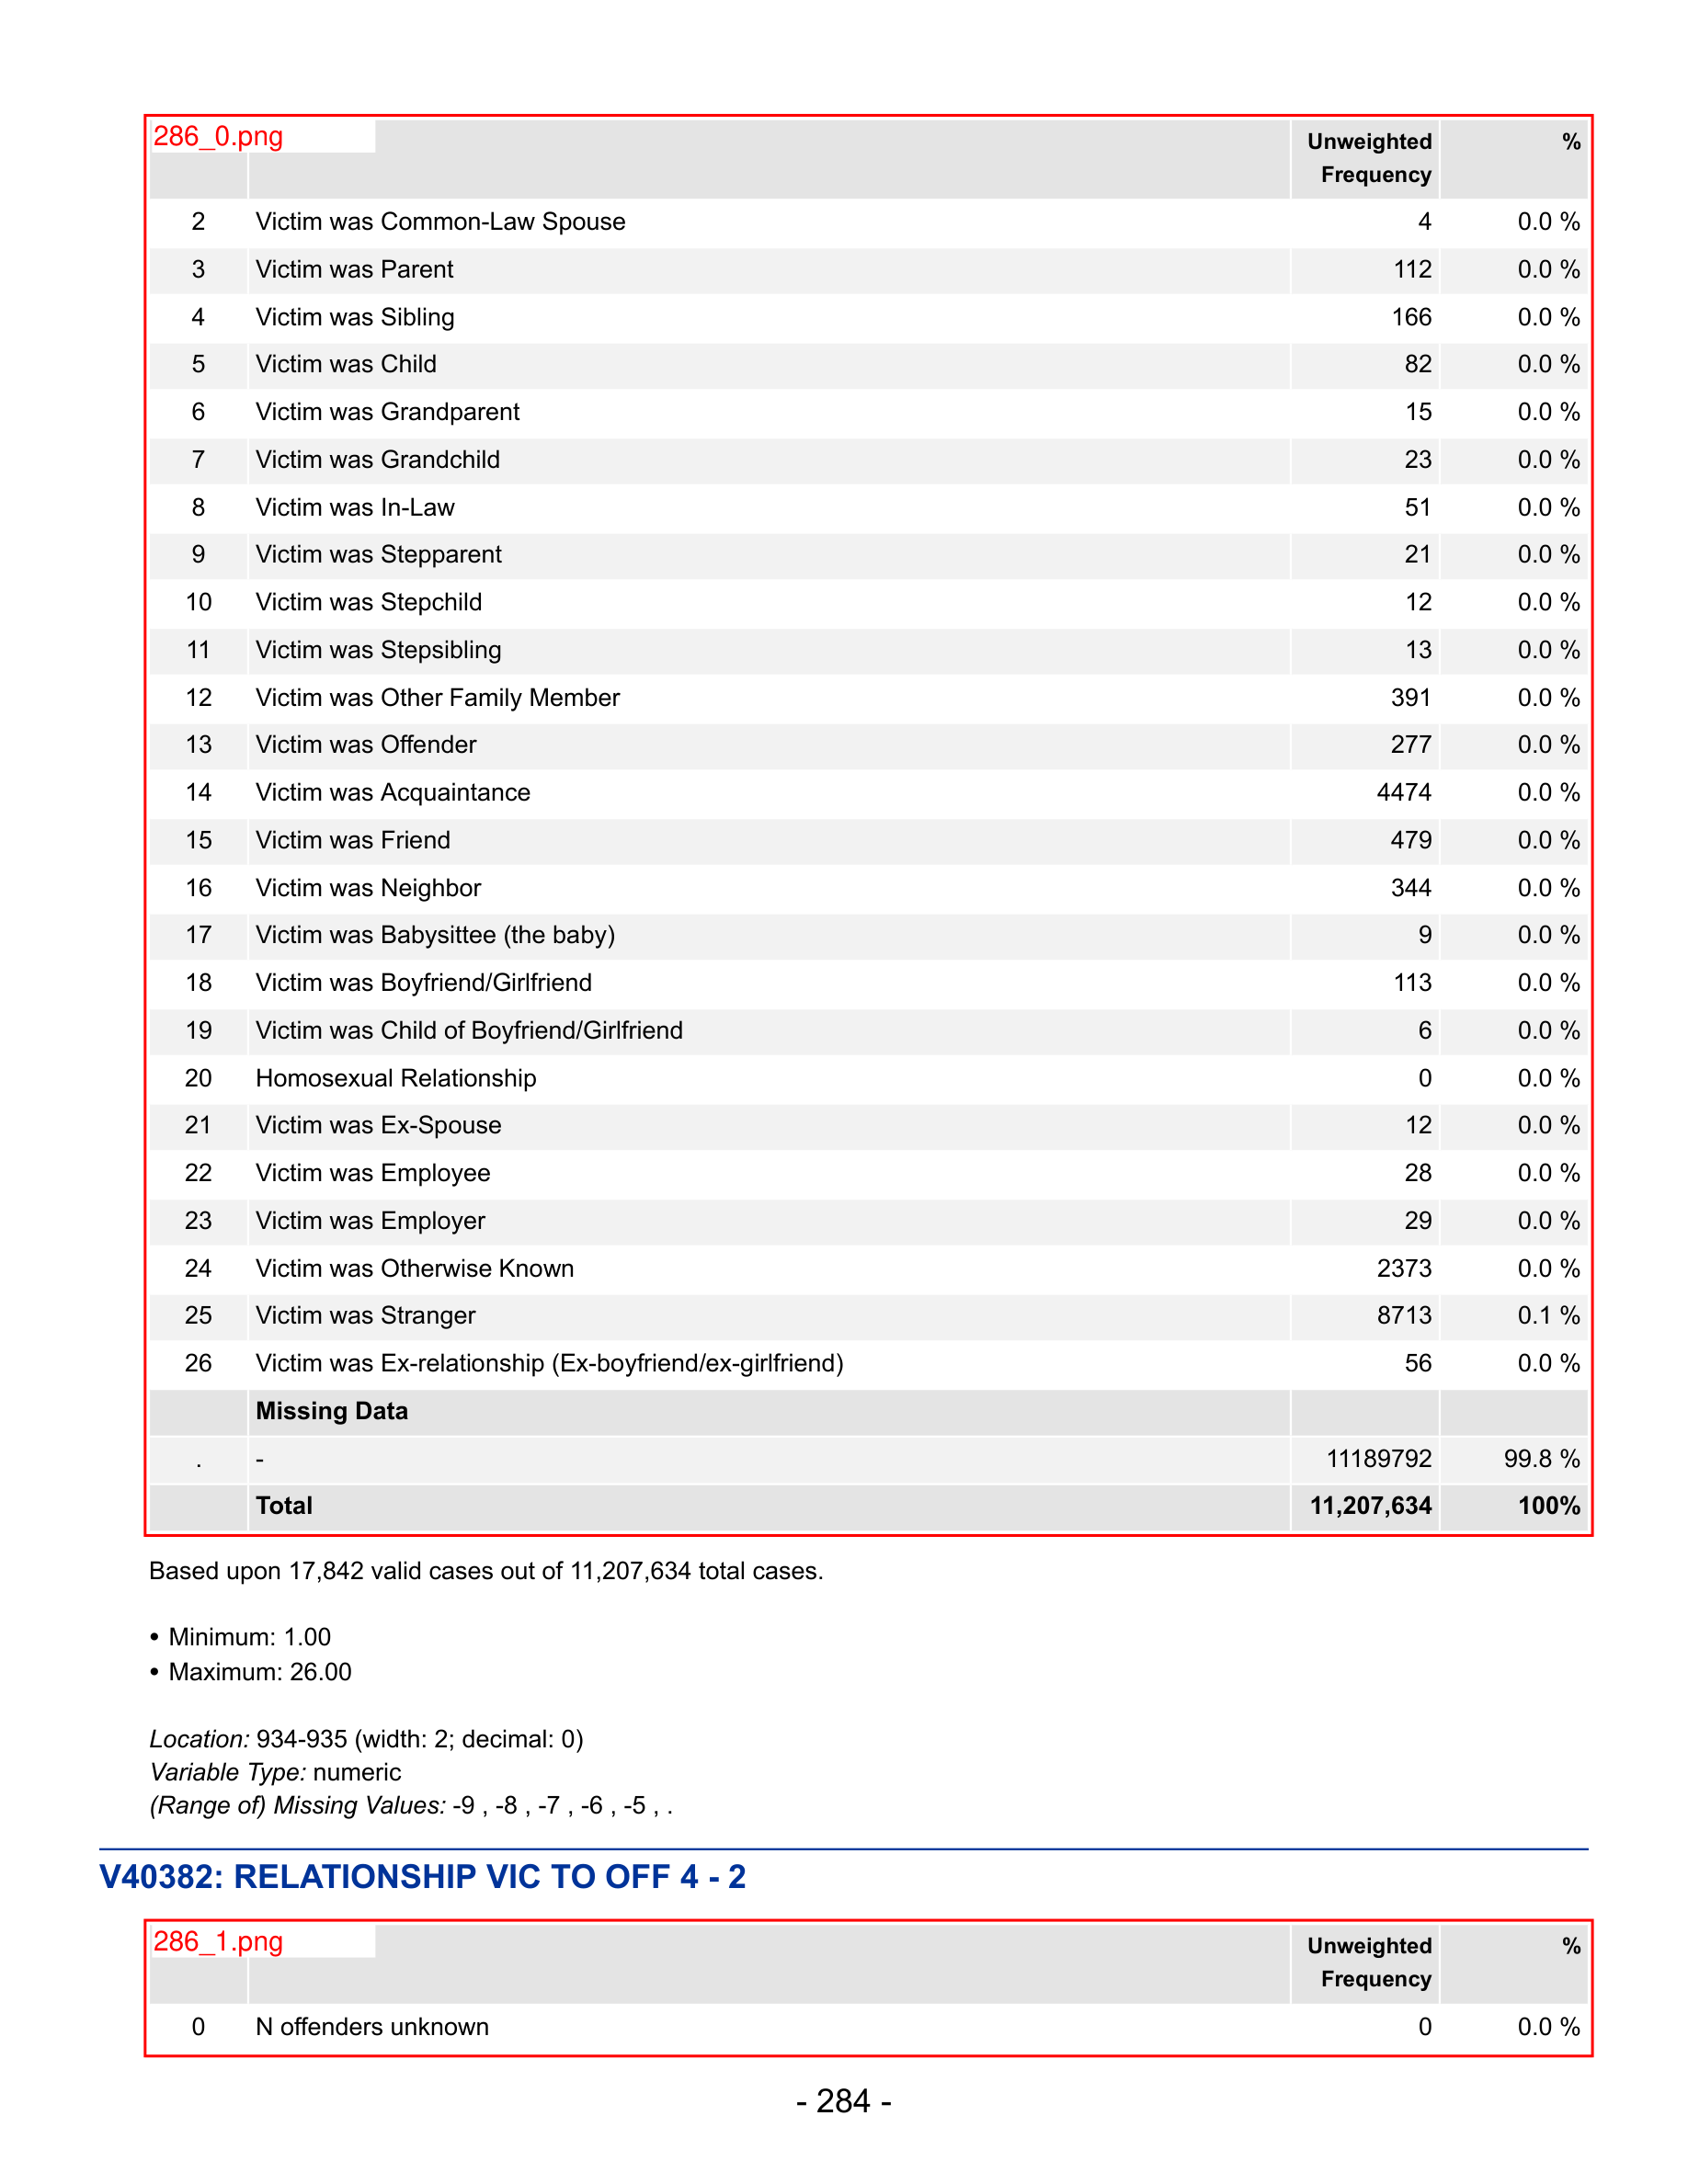 286_0.png
Unweighted Frequency %
2 Victim was Common-Law Spouse 4 0.0 %
3 Victim was Parent 112 0.0 %
4 Victim was Sibling 166 0.0 %
5 Victim was Child 82 0.0 %
6 Victim was Grandparent 15 0.0 %
7 Victim was Grandchild 23 0.0 %
8 Victim was In-Law 51 0.0 %
9 Victim was Stepparent 21 0.0 %
10 Victim was Stepchild 12 0.0 %
11 Victim was Stepsibling 13 0.0 %
12 Victim was Other Family Member 391 0.0 %
13 Victim was Offender 277 0.0 %
14 Victim was Acquaintance 4474 0.0 %
15 Victim was Friend 479 0.0 %
16 Victim was Neighbor 344 0.0 %
17 Victim was Babysittee (the baby) 9 0.0 %
18 Victim was Boyfriend/Girlfriend 113 0.0 %
19 Victim was Child of Boyfriend/Girlfriend 6 0.0 %
20 Homosexual Relationship 0 0.0 %
21 Victim was Ex-Spouse 12 0.0 %
22 Victim was Employee 28 0.0 %
23 Victim was Employer 29 0.0 %
24 Victim was Otherwise Known 2373 0.0 %
25 Victim was Stranger 8713 0.1 %
26 Victim was Ex-relationship (Ex-boyfriend/ex-girlfriend) 56 0.0 %
Missing Data
. - 11189792 99.8 %
Total 11,207,634 100%
Based upon 17,842 valid cases out of 11,207,634 total cases.
• Minimum: 1.00
• Maximum: 26.00
Location: 934-935 (width: 2; decimal: 0)
Variable Type: numeric
(Range of) Missing Values: -9 , -8 , -7 , -6 , -5 , .
V40382: RELATIONSHIP VIC TO OFF 4 - 2
286_1.png
Unweighted Frequency %
0 N offenders unknown 0 0.0 %
- 284 -